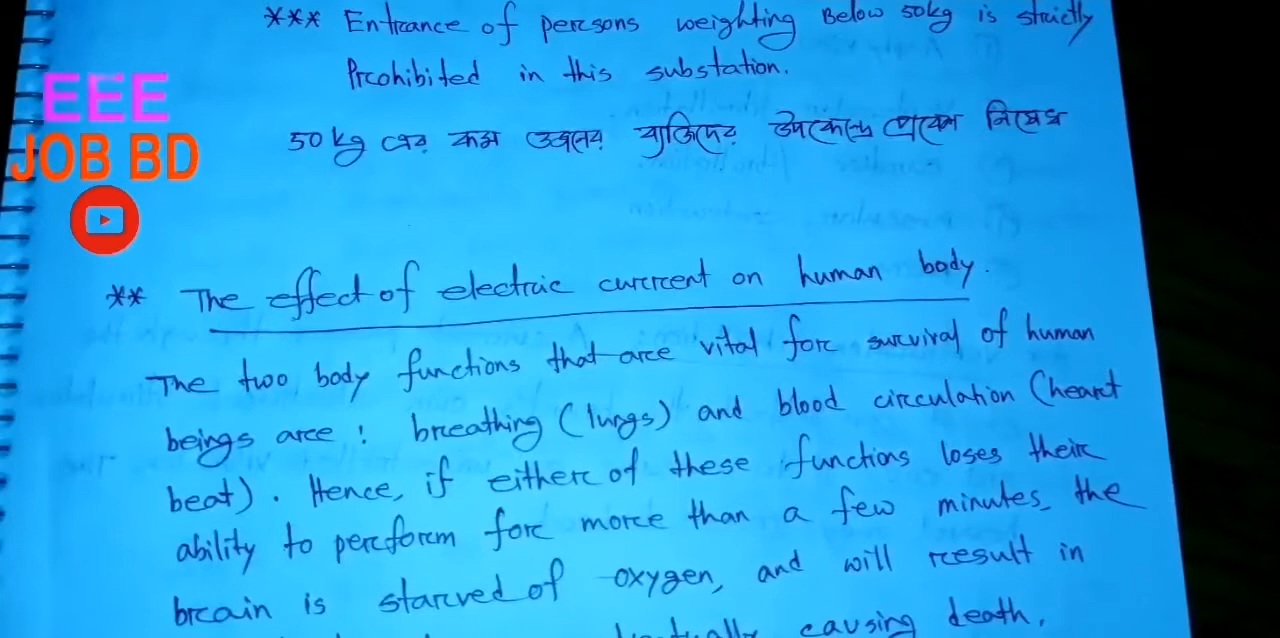 *** Entrance of persons weighting Below 50kg is strictly
Prohibited in this substation.
50 kg এর কম ওজনের ব্যক্তিদের উপকেন্দ্রে প্রবেশ নিষেধ
EEE
JOB BD
** The effect of electric current on human body.
The two body functions that are vital for survival of human
beings are : breathing (lungs) and blood circulation (heart
beat). Hence, if either of these functions loses their
ability to perform for more than a few minutes, the
brain is starved of oxygen, and will result in
causing death.